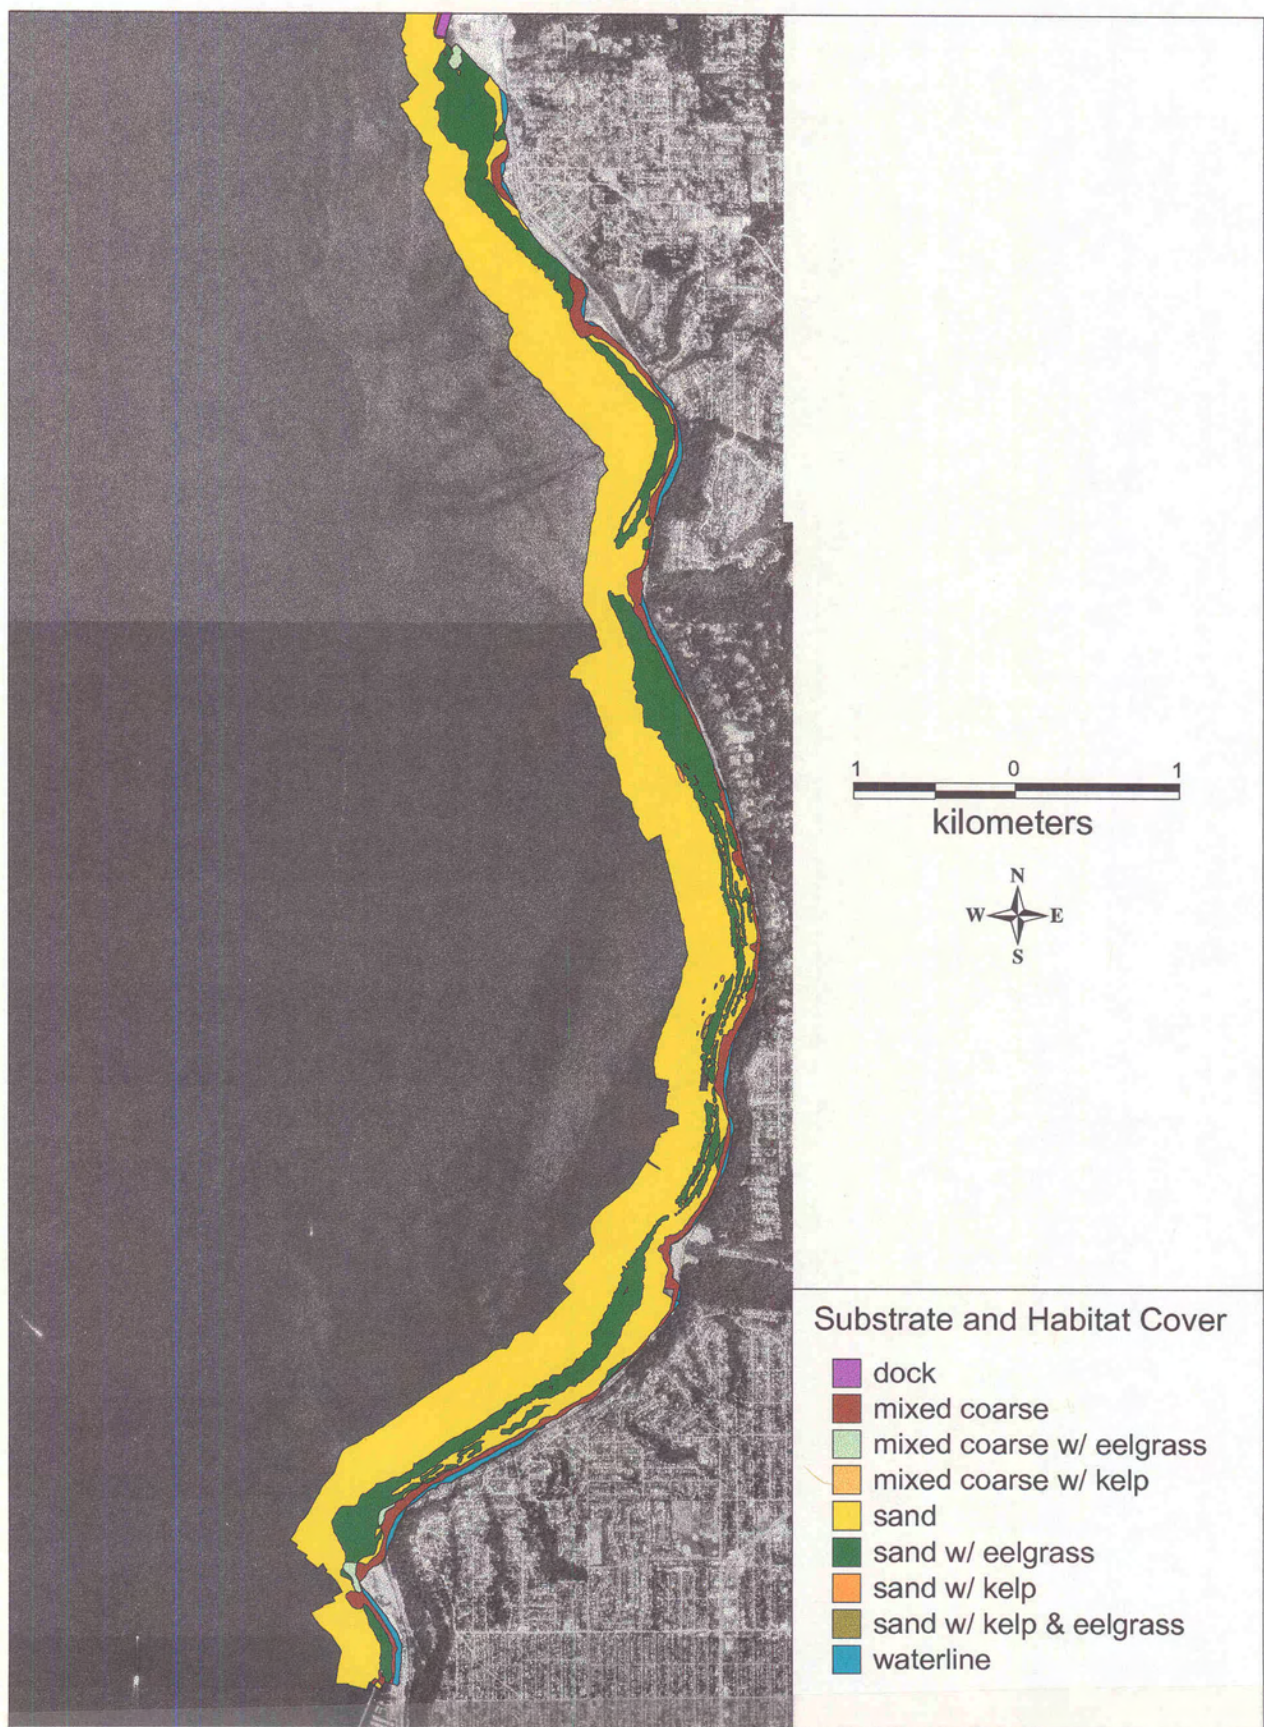 1 0 1
kilometers
N
W E
S
Substrate and Habitat Cover
dock
mixed coarse
mixed coarse w/ eelgrass
mixed coarse w/ kelp
sand
sand w/ eelgrass
sand w/ kelp
sand w/ kelp & eelgrass
waterline